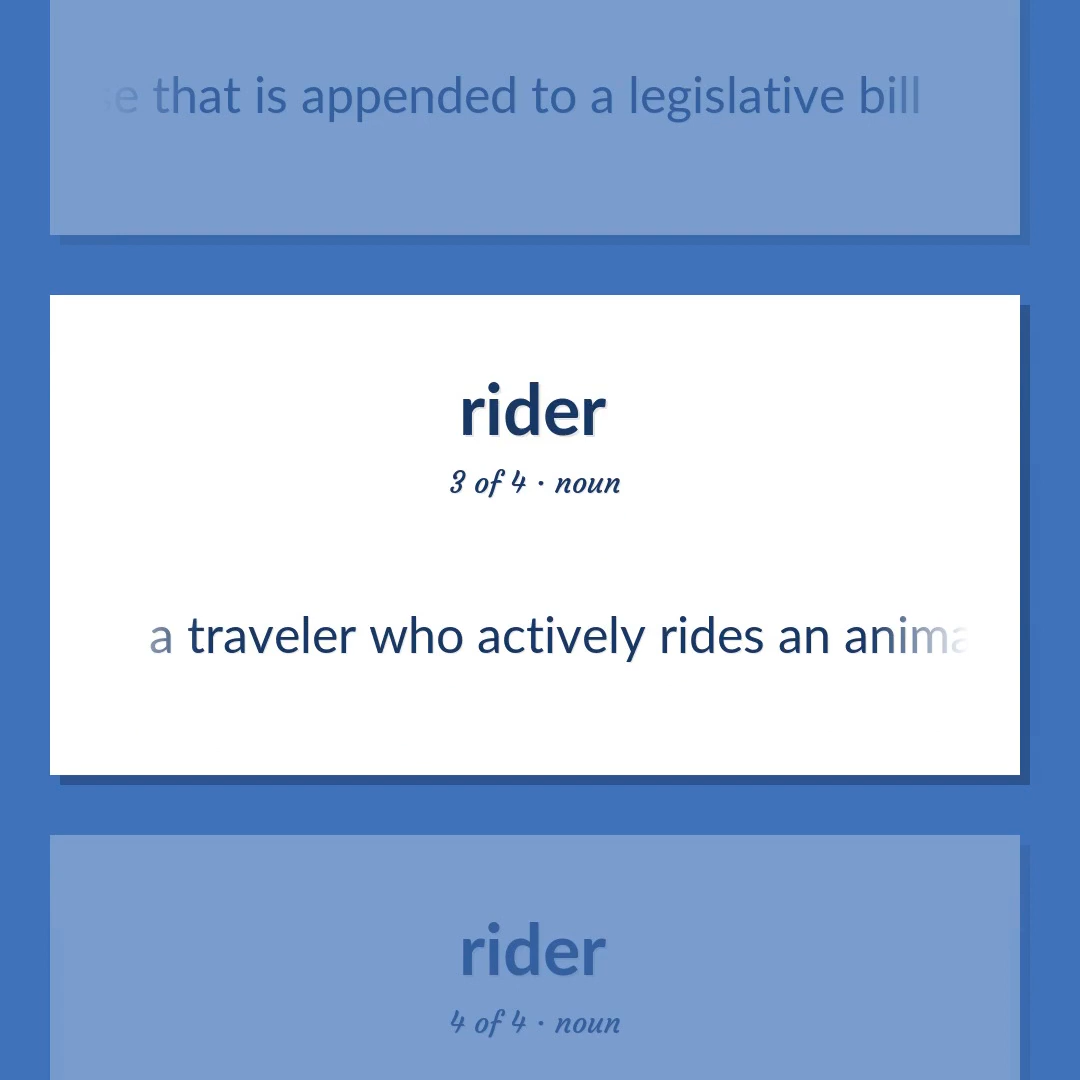 that is appended to a legislative bill
rider
3 of 4 · noun
a traveler who actively rides an
rider
4 of 4 · noun